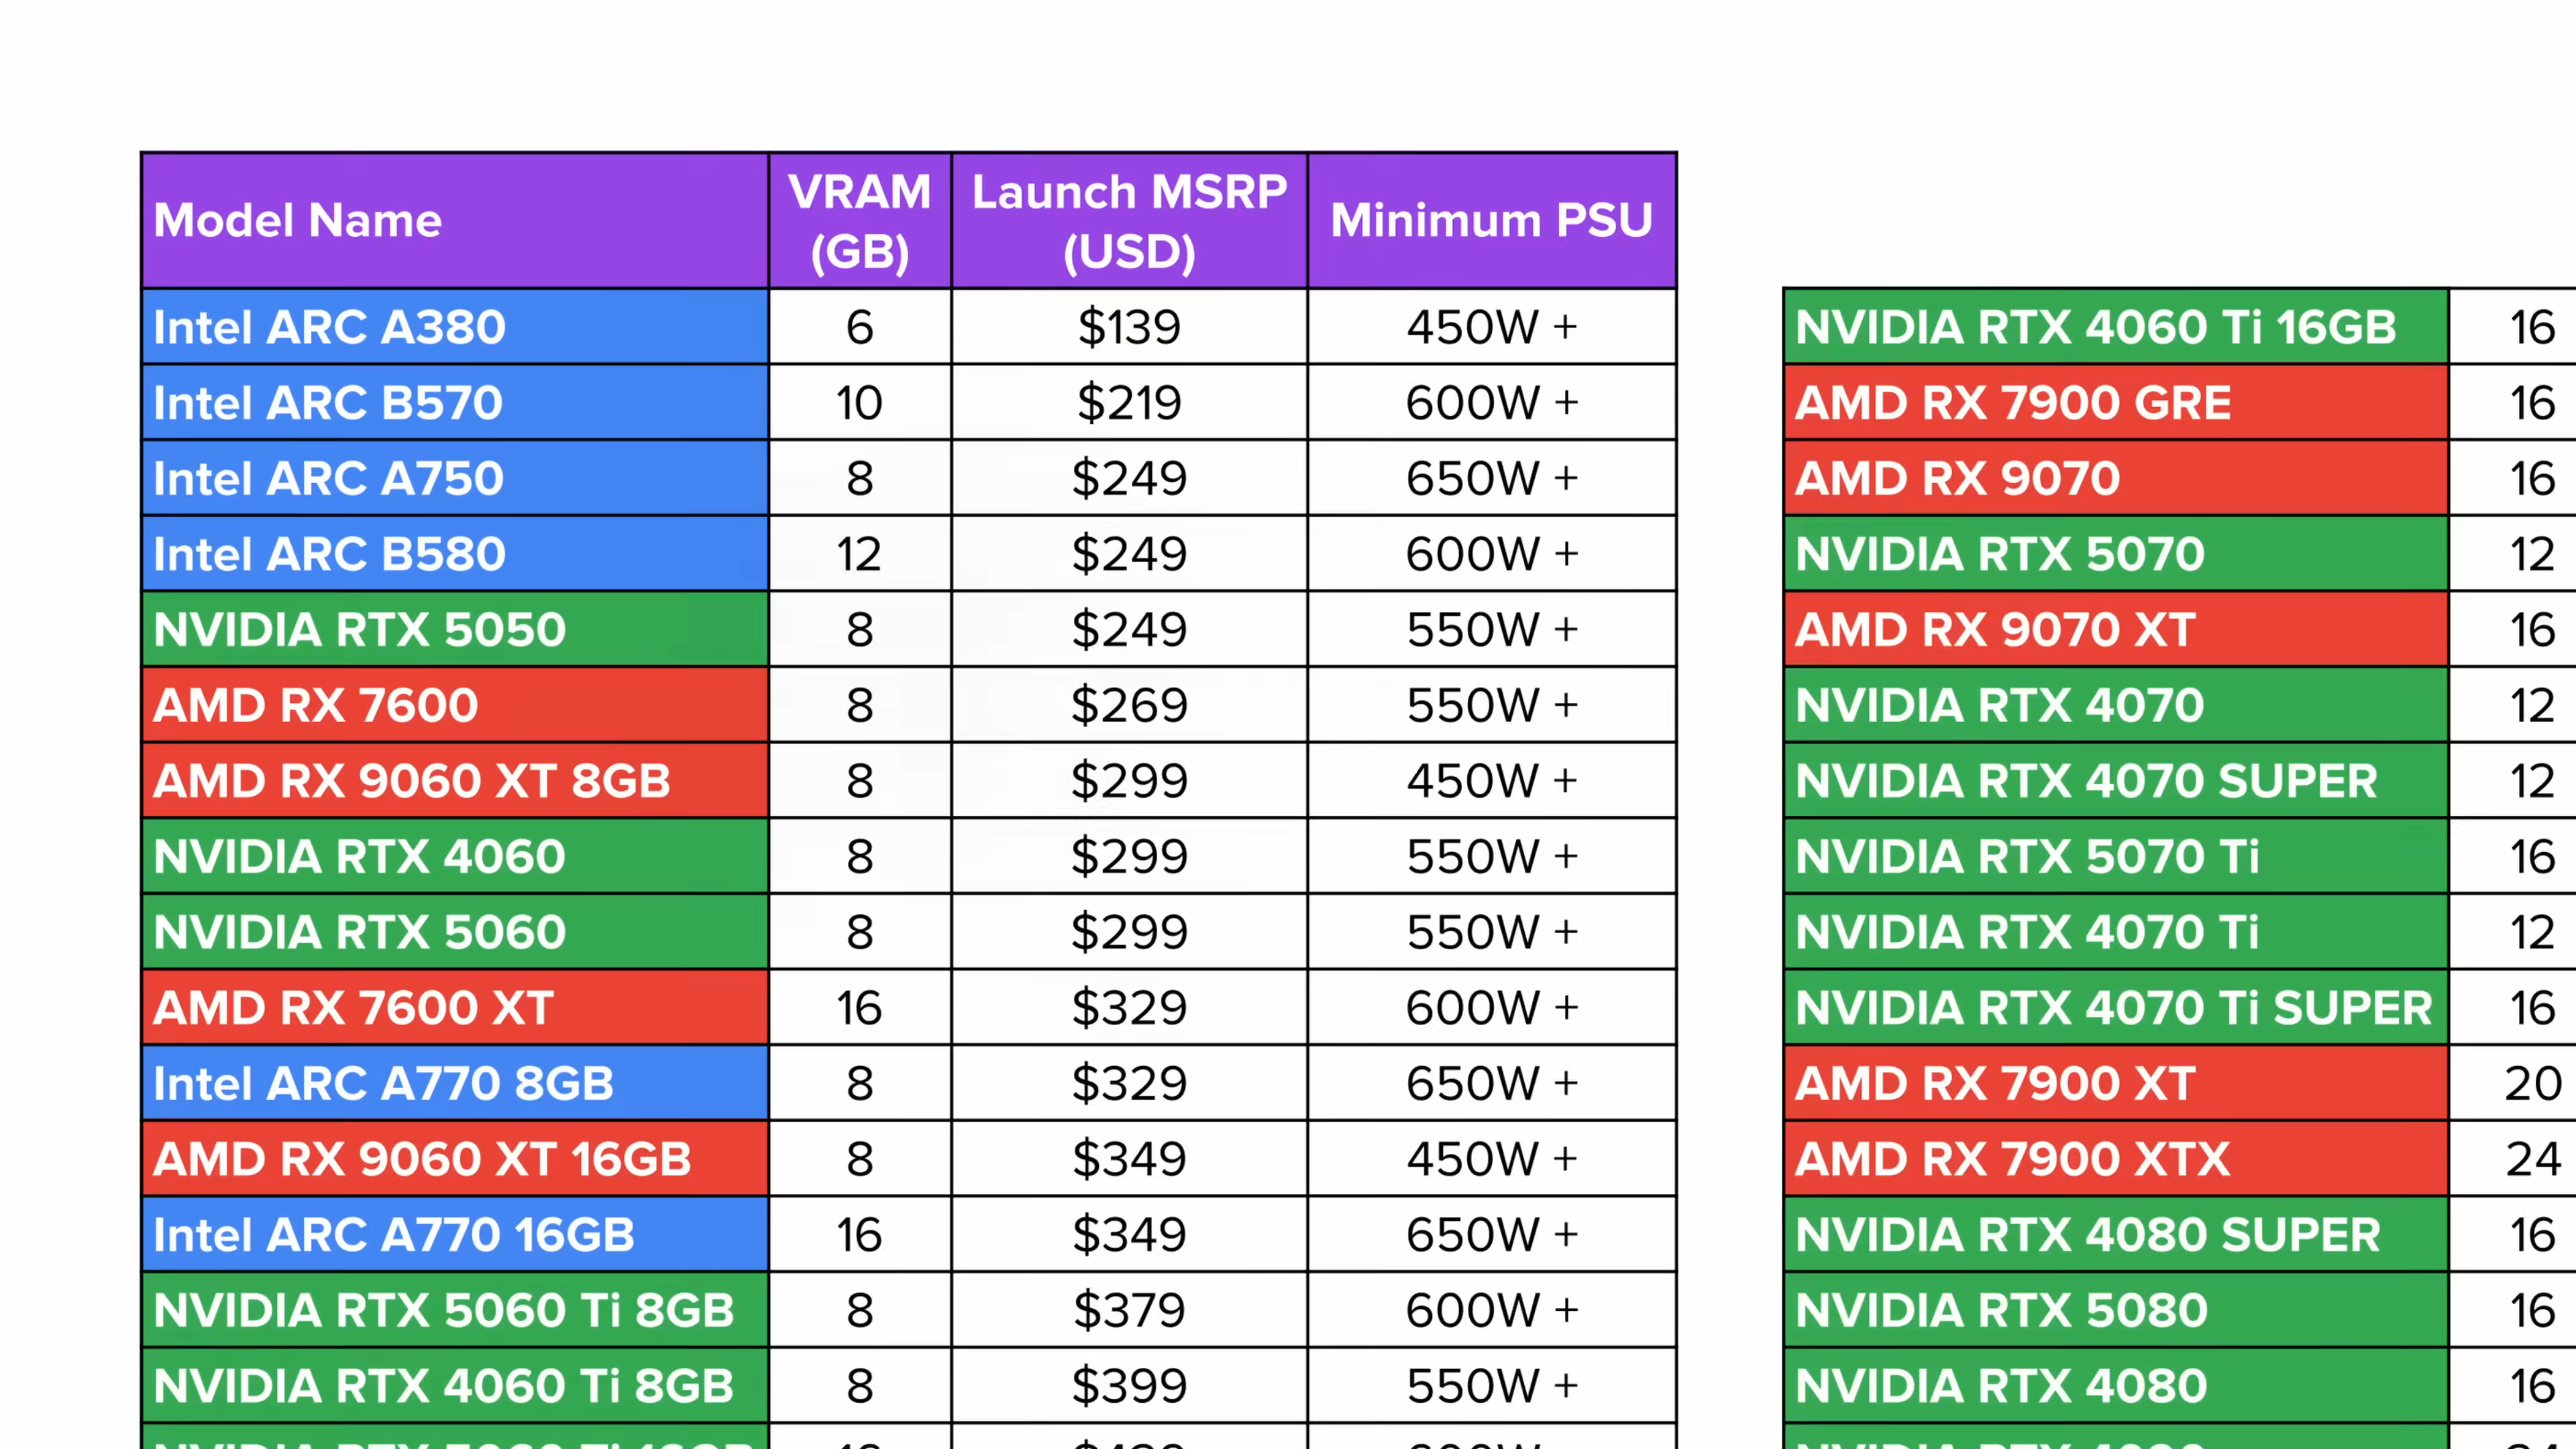 Model Name VRAM (GB) Launch MSRP (USD) Minimum PSU
Intel ARC A380 6 $139 450W +
Intel ARC B570 10 $219 600W +
Intel ARC A750 8 $249 650W +
Intel ARC B580 12 $249 600W +
NVIDIA RTX 5050 8 $249 550W +
AMD RX 7600 8 $269 550W +
AMD RX 9060 XT 8GB 8 $299 450W +
NVIDIA RTX 4060 8 $299 550W +
NVIDIA RTX 5060 8 $299 550W +
AMD RX 7600 XT 16 $329 600W +
Intel ARC A770 8GB 8 $329 650W +
AMD RX 9060 XT 16GB 8 $349 450W +
Intel ARC A770 16GB 16 $349 650W +
NVIDIA RTX 5060 Ti 8GB 8 $379 600W +
NVIDIA RTX 4060 Ti 8GB 8 $399 550W +
NVIDIA RTX 4060 Ti 16GB 16
AMD RX 7900 GRE 16
AMD RX 9070 16
NVIDIA RTX 5070 12
AMD RX 9070 XT 16
NVIDIA RTX 4070 12
NVIDIA RTX 4070 SUPER 12
NVIDIA RTX 5070 Ti 16
NVIDIA RTX 4070 Ti 12
NVIDIA RTX 4070 Ti SUPER 16
AMD RX 7900 XT 20
AMD RX 7900 XTX 24
NVIDIA RTX 4080 SUPER 16
NVIDIA RTX 5080 16
NVIDIA RTX 4080 16